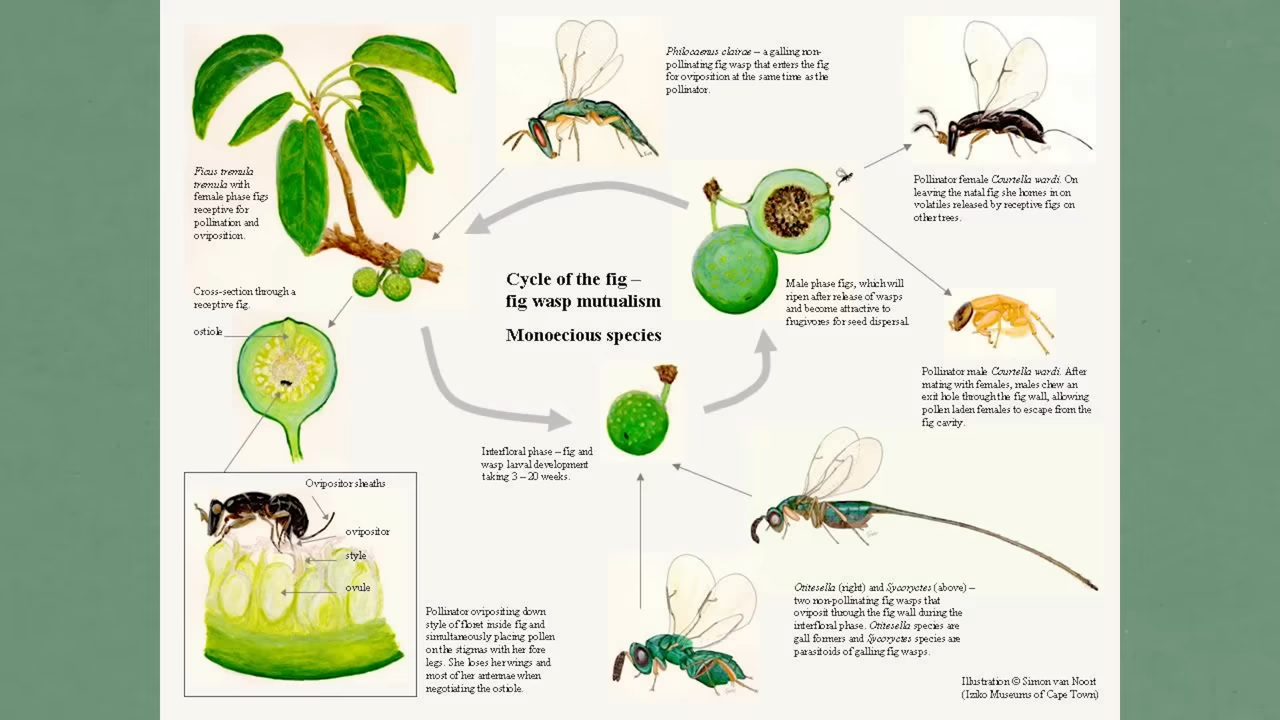 Philocaenus clairae – a galling non-
pollinating fig wasp that enters the fig
for oviposition at the same time as the
pollinator.
Ficus tremula
tremula with
female phase figs
receptive for
pollination and
oviposition.
Pollinator female Courtella wardi. On
leaving the natal fig she homes in on
volatiles released by receptive figs on
other trees.
Cycle of the fig –
fig wasp mutualism
Monoecious species
Male phase figs, which will
ripen after release of wasps
and become attractive to
frugivores for seed dispersal.
Cross-section through a
receptive fig.
ostiole
Pollinator male Courtella wardi. After
mating with females, males chew an
exit hole through the fig wall, allowing
pollen laden females to escape from the
fig cavity.
Interfloral phase – fig and
wasp larval development
taking 3 – 20 weeks.
Ovipositor sheaths
ovipositor
style
ovule
Pollinator ovipositing down
style of floret inside fig and
simultaneously placing pollen
on the stigmas with her fore
legs. She loses her wings and
most of her antennae when
negotiating the ostiole.
Otitesella (right) and Sycoryctes (above) –
two non-pollinating fig wasps that
oviposit through the fig wall during the
interfloral phase. Otitesella species are
gall formers and Sycoryctes species are
parasitoids of galling fig wasps.
Illustration © Simon van Noort
(Iziko Museums of Cape Town)